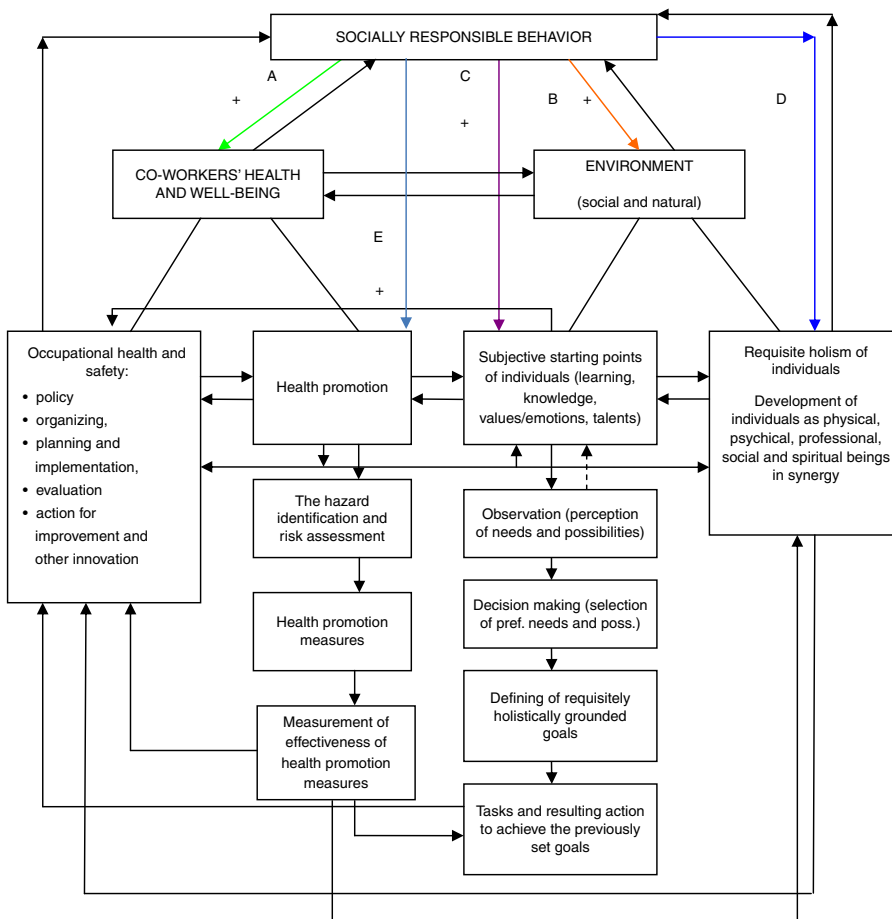 SOCIALLY RESPONSIBLE BEHAVIOR
A
C
+
B
+
D
+
CO-WORKERS’ HEALTH
AND WELL-BEING
ENVIRONMENT
(social and natural)
E
+
Occupational health and
safety:
• policy
• organizing,
• planning and
implementation,
• evaluation
• action for
improvement and
other innovation
Health promotion
Subjective starting points
of individuals (learning,
knowledge,
values/emotions, talents)
Requisite holism of
individuals
Development of
individuals as physical,
psychical, professional,
social and spiritual beings
in synergy
The hazard
identification and
risk assessment
Observation (perception
of needs and possibilities)
Health promotion
measures
Decision making (selection
of pref. needs and poss.)
Measurement of
effectiveness of
health promotion
measures
Defining of requisitely
holistically grounded
goals
Tasks and resulting action
to achieve the previously
set goals